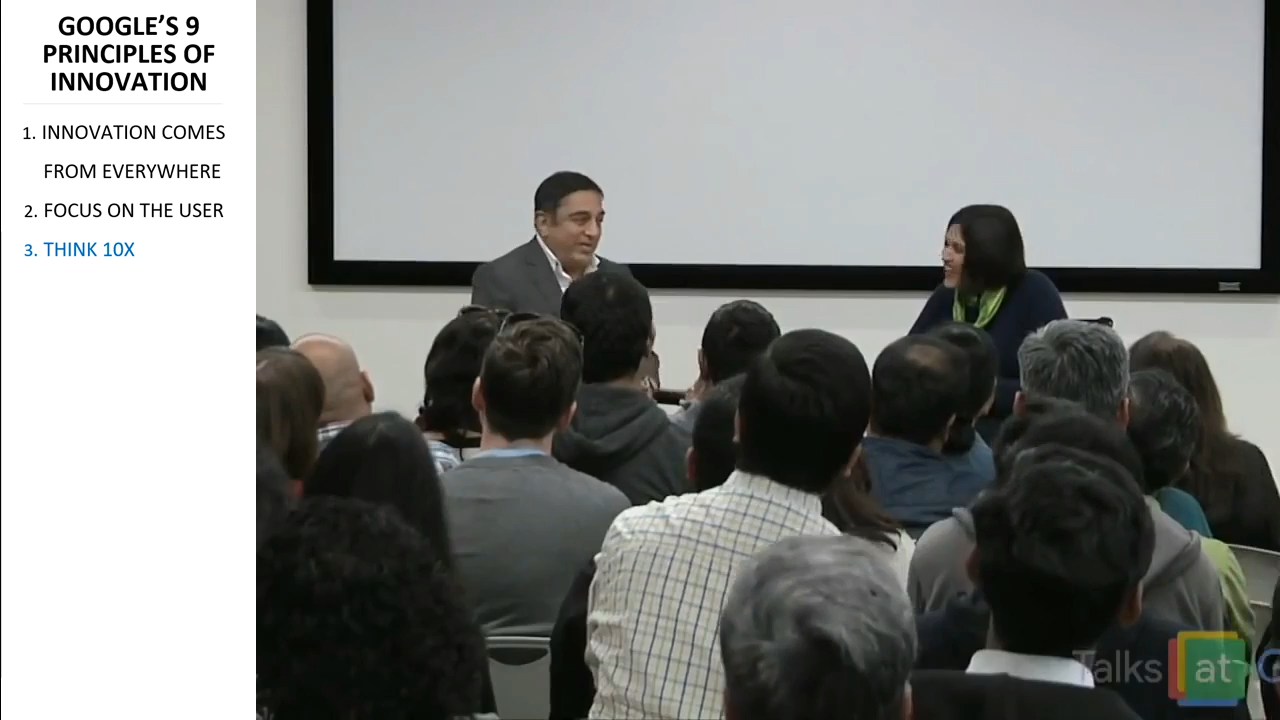 GOOGLE’S 9
PRINCIPLES OF
INNOVATION
1. INNOVATION COMES
FROM EVERYWHERE
2. FOCUS ON THE USER
3. THINK 10X
Talks at G